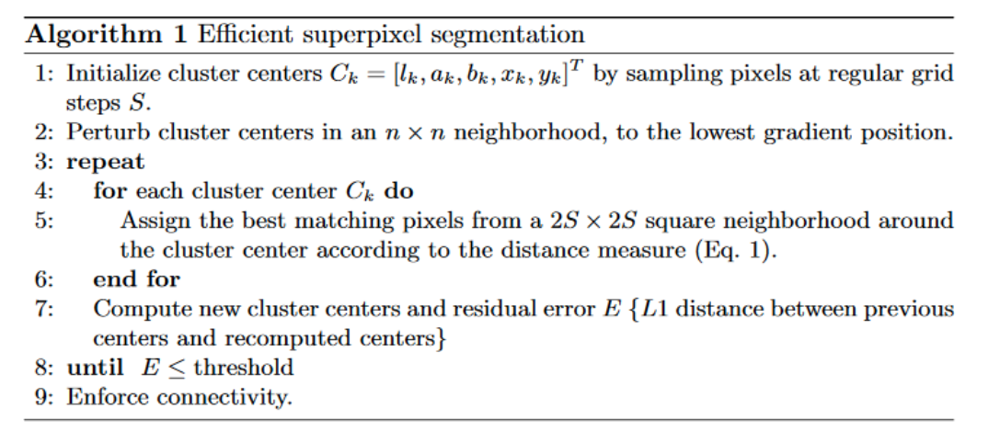 Algorithm 1 Efficient superpixel segmentation
1: Initialize cluster centers C_k = [l_k, a_k, b_k, x_k, y_k]^T by sampling pixels at regular grid
steps S.
2: Perturb cluster centers in an n × n neighborhood, to the lowest gradient position.
3: repeat
4: for each cluster center C_k do
5: Assign the best matching pixels from a 2S × 2S square neighborhood around
the cluster center according to the distance measure (Eq. 1).
6: end for
7: Compute new cluster centers and residual error E {L1 distance between previous
centers and recomputed centers}
8: until E ≤ threshold
9: Enforce connectivity.